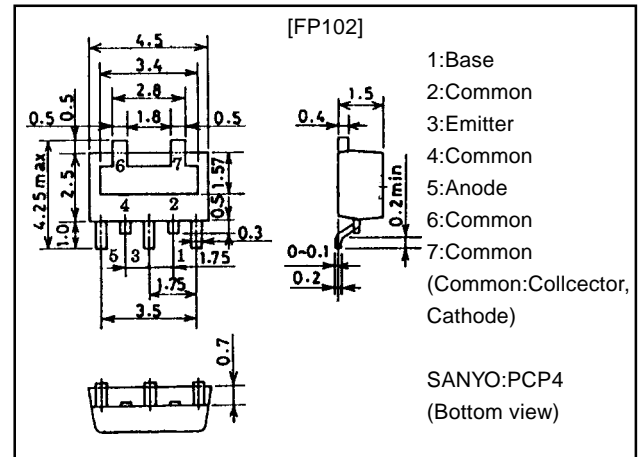 [FP102]
4.5
3.4
2.8
0.5
1.8
0.5
0.5
4.25max
2.5
1.0
6
7
4
2
1.57
0.5
0.3
5
3
1
1.75
1.75
3.5
0.7
1.5
0.4
0.2min
0~0.1
0.2
1:Base
2:Common
3:Emitter
4:Common
5:Anode
6:Common
7:Common
(Common:Collcector,
Cathode)
SANYO:PCP4
(Bottom view)